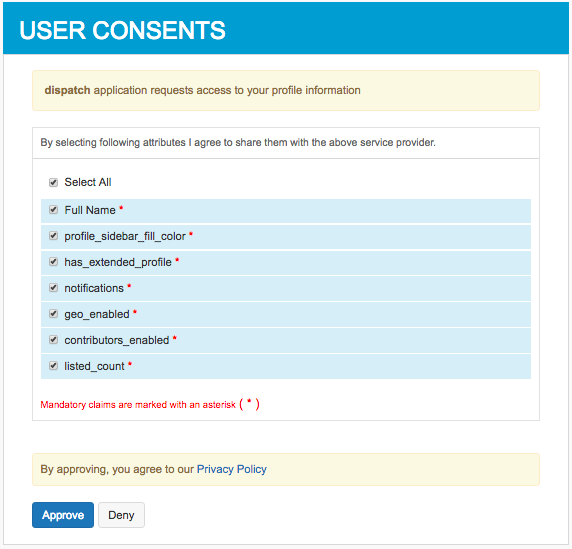 USER CONSENTS
dispatch application requests access to your profile information
By selecting following attributes I agree to share them with the above service provider.
Select All
Full Name *
profile_sidebar_fill_color *
has_extended_profile *
notifications *
geo_enabled *
contributors_enabled *
listed_count *
Mandatory claims are marked with an asterisk ( * )
By approving, you agree to our Privacy Policy
Approve Deny